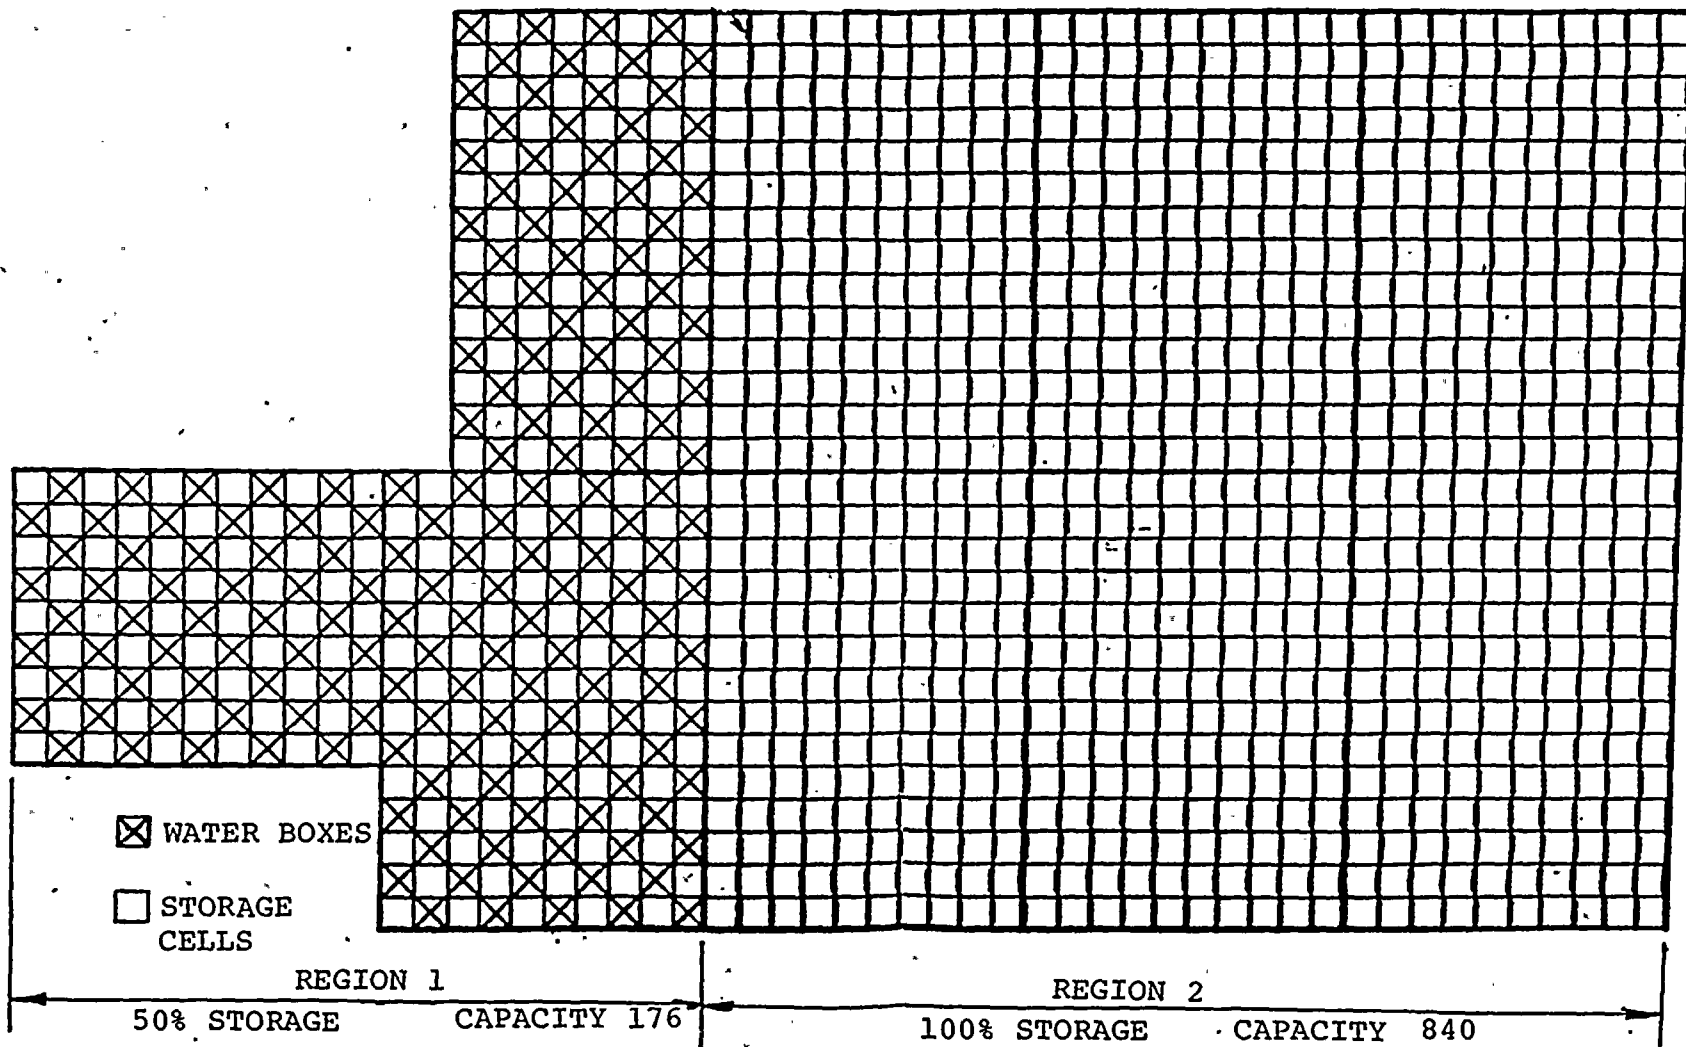 WATER BOXES
STORAGE
CELLS
REGION 1
50% STORAGE CAPACITY 176
REGION 2
100% STORAGE CAPACITY 840